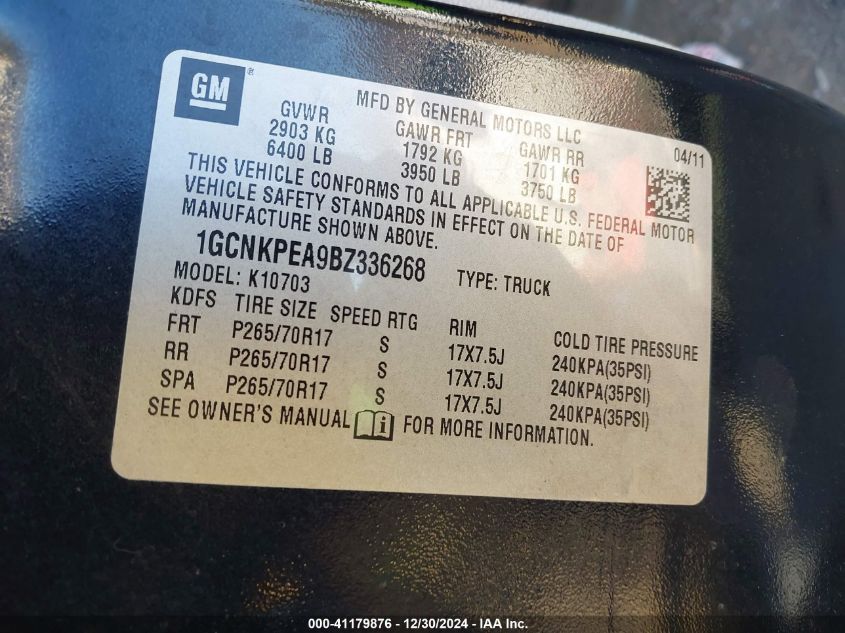 GM®
MFD BY GENERAL MOTORS LLC
04/11
GVWR GAWR FRT GAWR RR
2903 KG 1792 KG 1701 KG
6400 LB 3950 LB 3750 LB
THIS VEHICLE CONFORMS TO ALL APPLICABLE U.S. FEDERAL MOTOR
VEHICLE SAFETY STANDARDS IN EFFECT ON THE DATE OF
MANUFACTURE SHOWN ABOVE.
1GCNKPEA9BZ336268 TYPE: TRUCK
MODEL: K10703
KDFS TIRE SIZE SPEED RTG RIM COLD TIRE PRESSURE
FRT P265/70R17 S 17X7.5J 240KPA(35PSI)
RR P265/70R17 S 17X7.5J 240KPA(35PSI)
SPA P265/70R17 S 17X7.5J 240KPA(35PSI)
SEE OWNER'S MANUAL i FOR MORE INFORMATION.
000-41179876 - 12/30/2024 - IAA Inc.